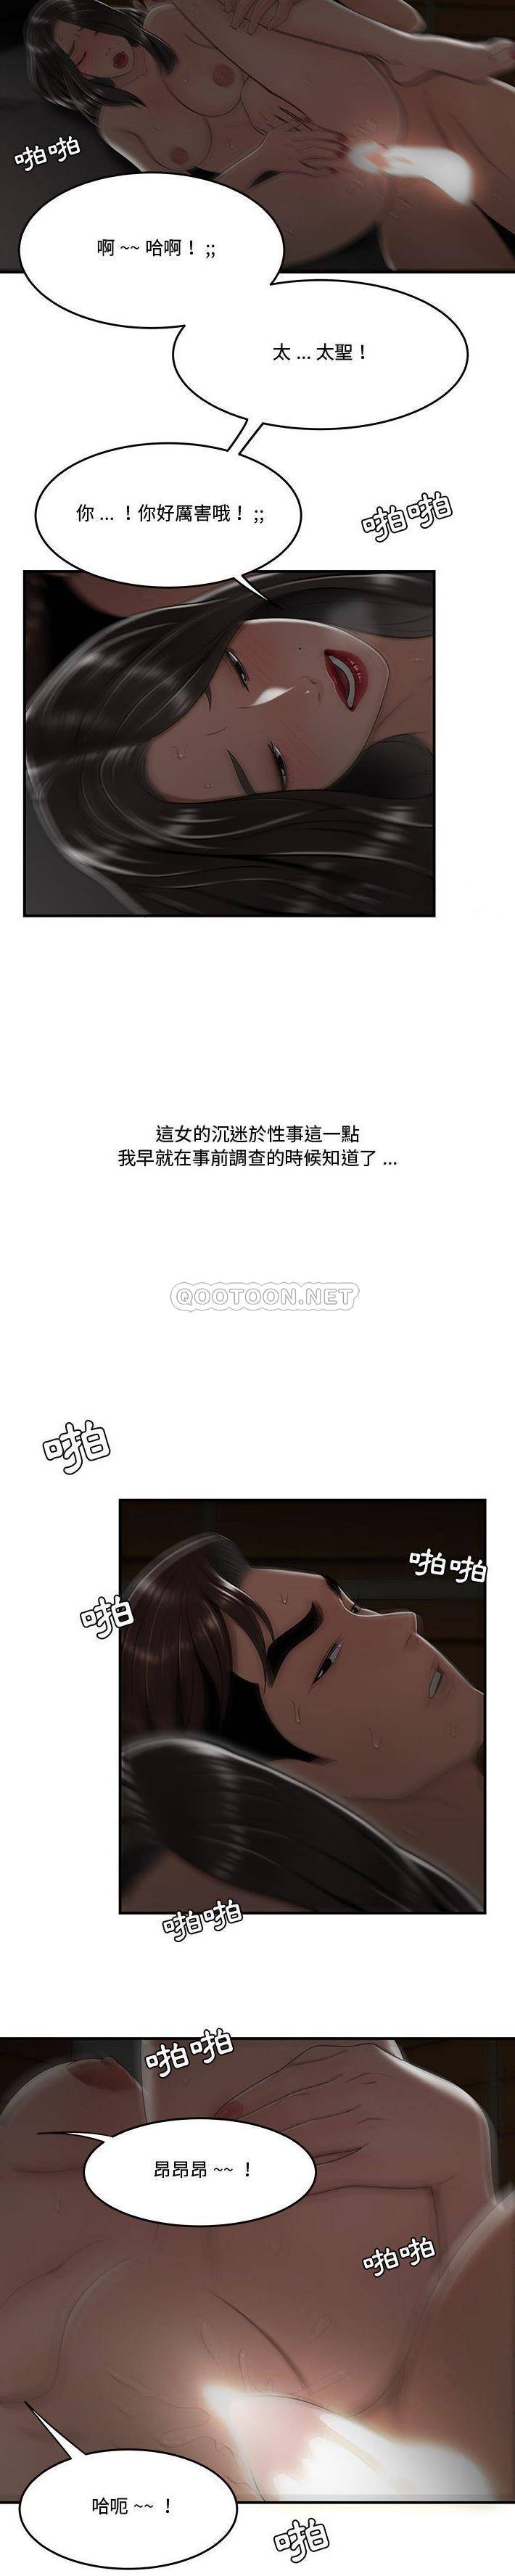 啪啪
啊 ~~ 哈啊！;;
太 ... 太聖！
你 ... ！你好厲害哦！;;
啪啪
這女的沉迷於性事這一點
我早就在事前調查的時候知道了 ...
QOOTOON.NET
啪
啪啪
啪
啪啪
啪啪
昂昂昂 ~~ ！
啪啪
哈呃 ~~ ！
啪